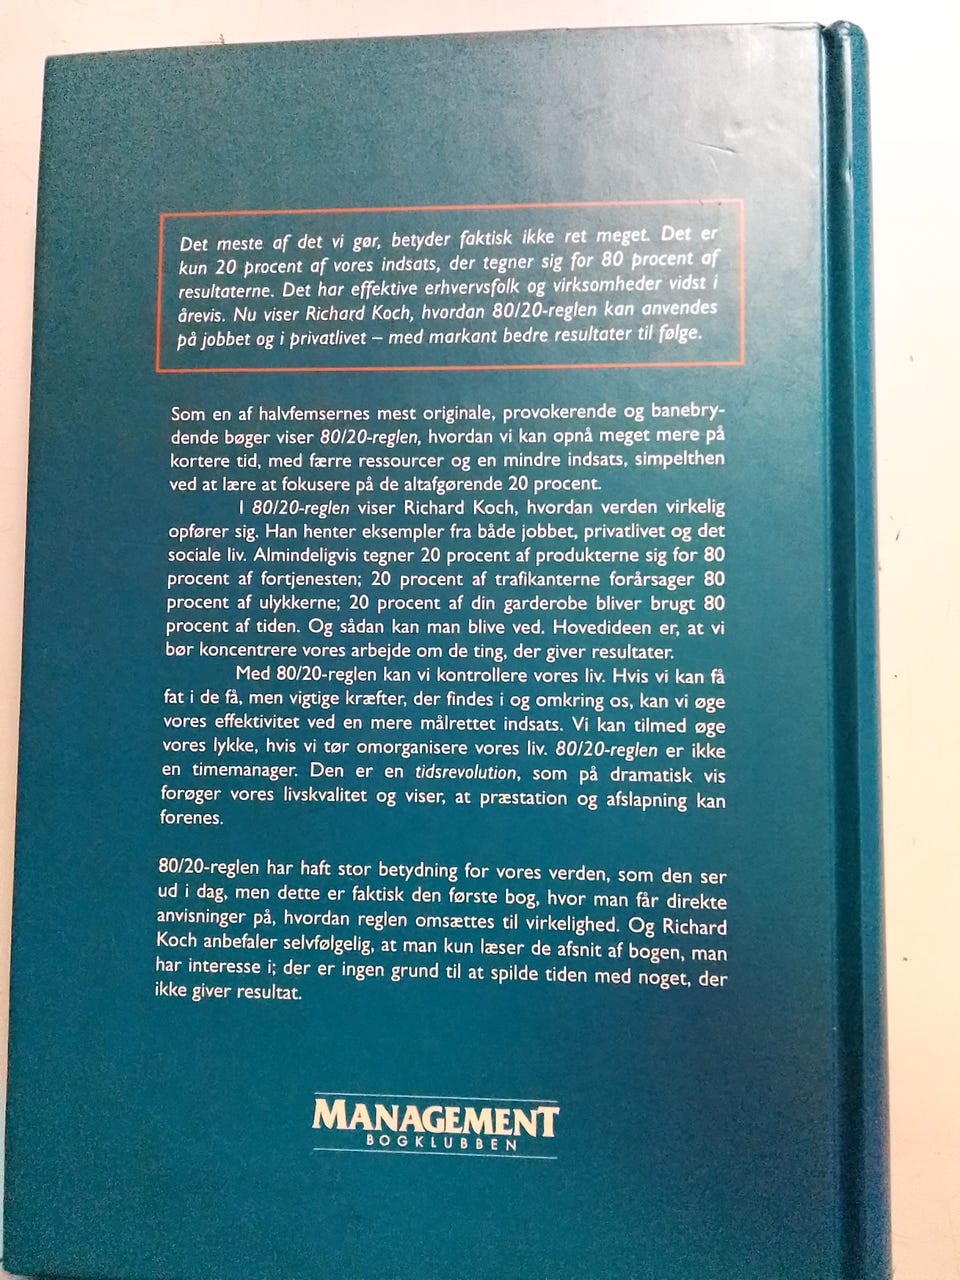 Det meste af det vi gør, betyder faktisk ikke ret meget. Det er
kun 20 procent af vores indsats, der tegner sig for 80 procent af
resultaterne. Det har effektive erhvervsfolk og virksomheder vidst i
årevis. Nu viser Richard Koch, hvordan 80/20-reglen kan anvendes
på jobbet og i privatlivet – med markant bedre resultater til følge.
Som en af halvfemsernes mest originale, provokerende og banebry-
dende bøger viser 80/20-reglen, hvordan vi kan opnå meget mere på
kortere tid, med færre ressourcer og en mindre indsats, simpelthen
ved at lære at fokusere på de altafgørende 20 procent.
I 80/20-reglen viser Richard Koch, hvordan verden virkelig
opfører sig. Han henter eksempler fra både jobbet, privatlivet og det
sociale liv. Almindeligvis tegner 20 procent af produkterne sig for 80
procent af fortjenesten; 20 procent af trafikanterne forårsager 80
procent af ulykkerne; 20 procent af din garderobe bliver brugt 80
procent af tiden. Og sådan kan man blive ved. Hovedideen er, at vi
bør koncentrere vores arbejde om de ting, der giver resultater.
Med 80/20-reglen kan vi kontrollere vores liv. Hvis vi kan få
fat i de få, men vigtige kræfter, der findes i og omkring os, kan vi øge
vores effektivitet ved en mere målrettet indsats. Vi kan tilmed øge
vores lykke, hvis vi tør omorganisere vores liv. 80/20-reglen er ikke
en timemanager. Den er en tidsrevolution, som på dramatisk vis
forøger vores livskvalitet og viser, at præstation og afslapning kan
forenes.
80/20-reglen har haft stor betydning for vores verden, som den ser
ud i dag, men dette er faktisk den første bog, hvor man får direkte
anvisninger på, hvordan reglen omsættes til virkelighed. Og Richard
Koch anbefaler selvfølgelig, at man kun læser de afsnit af bogen, man
har interesse i; der er ingen grund til at spilde tiden med noget, der
ikke giver resultat.
MANAGEMENT
BOGKLUBBEN